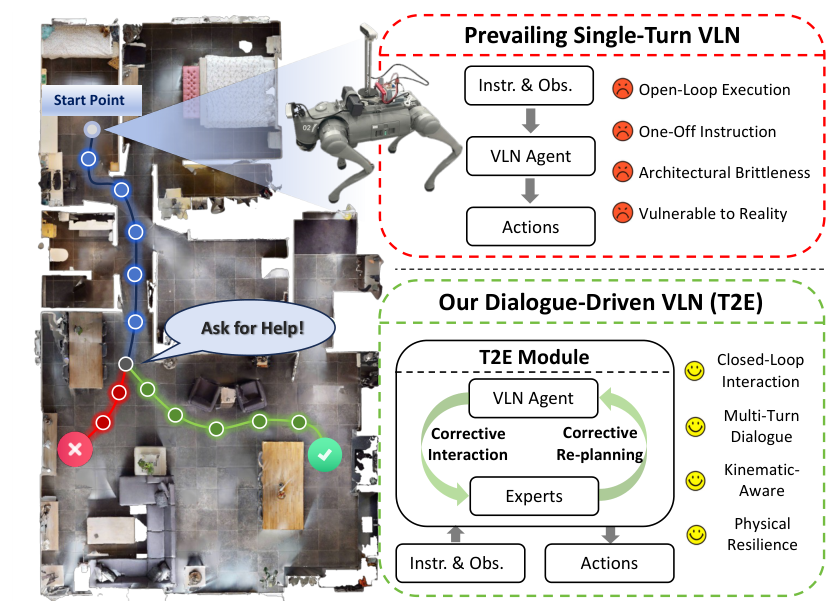 Start Point
02
Ask for Help!
Prevailing Single-Turn VLN
Instr. & Obs.
VLN Agent
Actions
Open-Loop Execution
One-Off Instruction
Architectural Brittleness
Vulnerable to Reality
Our Dialogue-Driven VLN (T2E)
T2E Module
VLN Agent
Corrective
Interaction
Corrective
Re-planning
Experts
Instr. & Obs.
Actions
Closed-Loop
Interaction
Multi-Turn
Dialogue
Kinematic-
Aware
Physical
Resilience